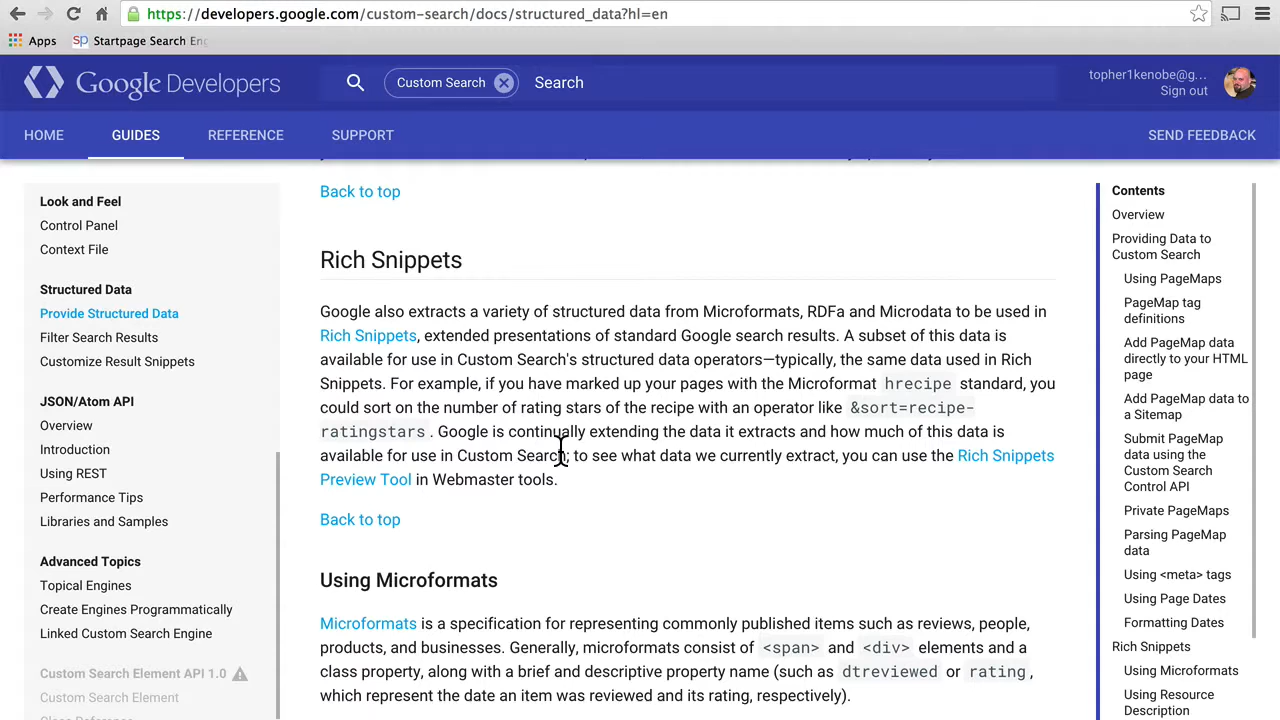 https://developers.google.com/custom-search/docs/structured_data?hl=en
Apps
Startpage Search Eng
Google Developers
Custom Search
Search
topher1kenobe@g...
Sign out
HOME
GUIDES
REFERENCE
SUPPORT
SEND FEEDBACK
Look and Feel
Control Panel
Context File
Structured Data
Provide Structured Data
Filter Search Results
Customize Result Snippets
JSON/Atom API
Overview
Introduction
Using REST
Performance Tips
Libraries and Samples
Advanced Topics
Topical Engines
Create Engines Programmatically
Linked Custom Search Engine
Custom Search Element API 1.0
Custom Search Element
Back to top
Rich Snippets
Google also extracts a variety of structured data from Microformats, RDFa and Microdata to be used in
Rich Snippets, extended presentations of standard Google search results. A subset of this data is
available for use in Custom Search's structured data operators—typically, the same data used in Rich
Snippets. For example, if you have marked up your pages with the Microformat hrecipe standard, you
could sort on the number of rating stars of the recipe with an operator like &sort=recipe-
ratingstars. Google is continually extending the data it extracts and how much of this data is
available for use in Custom Search; to see what data we currently extract, you can use the Rich Snippets
Preview Tool in Webmaster tools.
Back to top
Using Microformats
Microformats is a specification for representing commonly published items such as reviews, people,
products, and businesses. Generally, microformats consist of <span> and <div> elements and a
class property, along with a brief and descriptive property name (such as dtreviewed or rating,
which represent the date an item was reviewed and its rating, respectively).
Contents
Overview
Providing Data to
Custom Search
Using PageMaps
PageMap tag
definitions
Add PageMap data
directly to your HTML
page
Add PageMap data to
a Sitemap
Submit PageMap
data using the
Custom Search
Control API
Private PageMaps
Parsing PageMap
data
Using <meta> tags
Using Page Dates
Formatting Dates
Rich Snippets
Using Microformats
Using Resource
Description